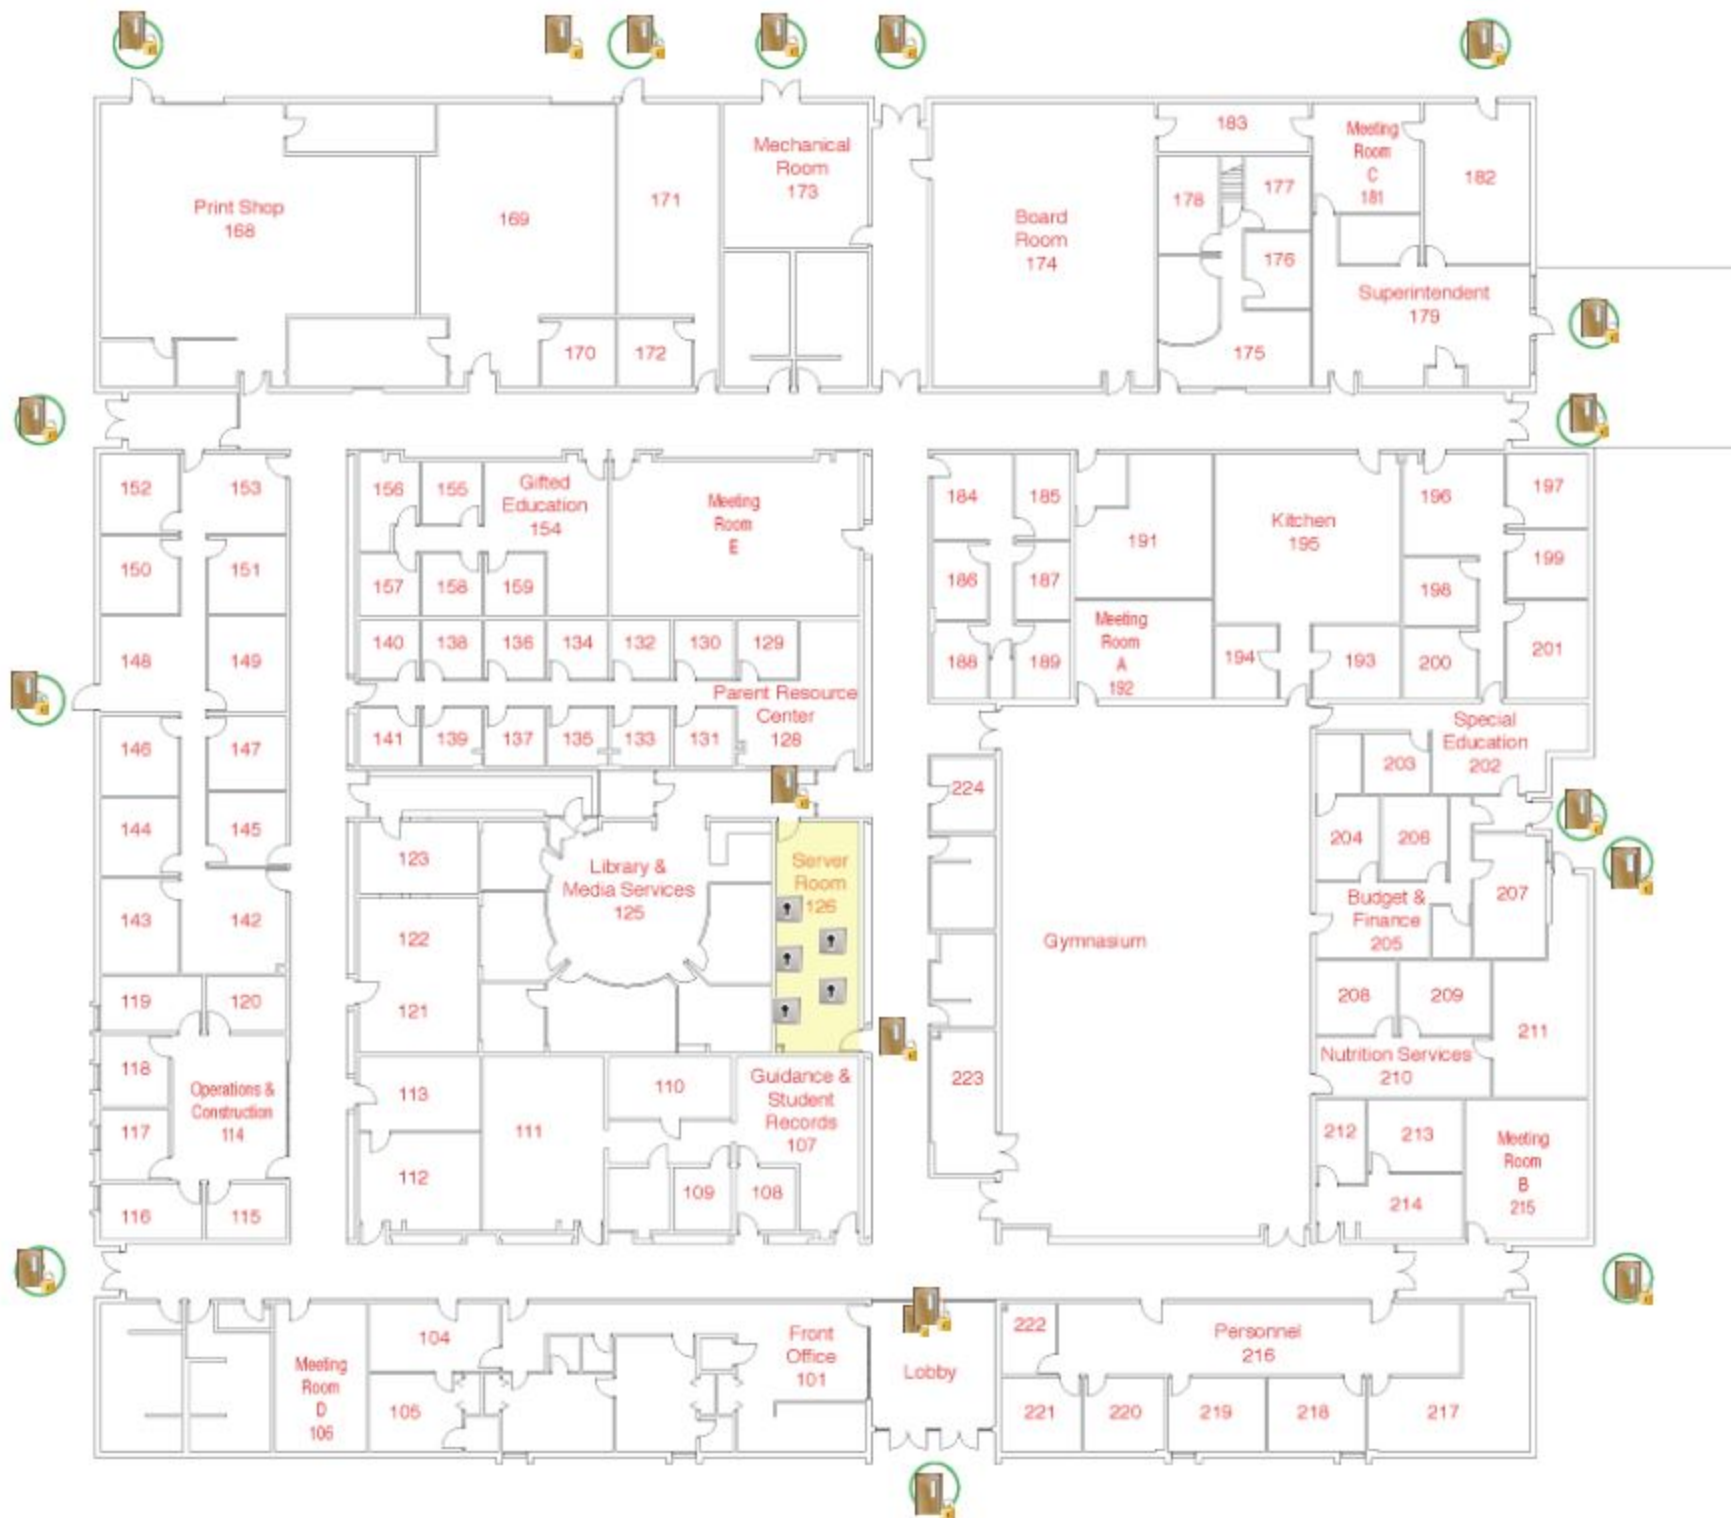 Print Shop
168
169
171
Mechanical
Room
173
170
172
Board
Room
174
183
178
177
176
175
Meeting
Room
C
181
182
Superintendent
179
152
153
150
151
148
149
146
147
144
145
143
142
119
120
118
117
Operations &
Construction
114
116
115
156
155
Gifted
Education
154
Meeting
Room
E
157
158
159
140
138
136
134
132
130
129
Parent Resource
Center
128
141
139
137
135
133
131
123
Library &
Media Services
125
Server
Room
126
122
121
113
112
111
110
Guidance &
Student
Records
107
109
108
184
185
186
187
188
189
191
Meeting
Room
A
192
Kitchen
195
194
193
196
197
199
198
200
201
224
223
Gymnasium
Special
Education
202
203
204
206
207
Budget &
Finance
205
208
209
211
Nutrition Services
210
212
213
214
Meeting
Room
B
215
Meeting
Room
D
106
104
105
Front
Office
101
Lobby
222
Personnel
216
221
220
219
218
217